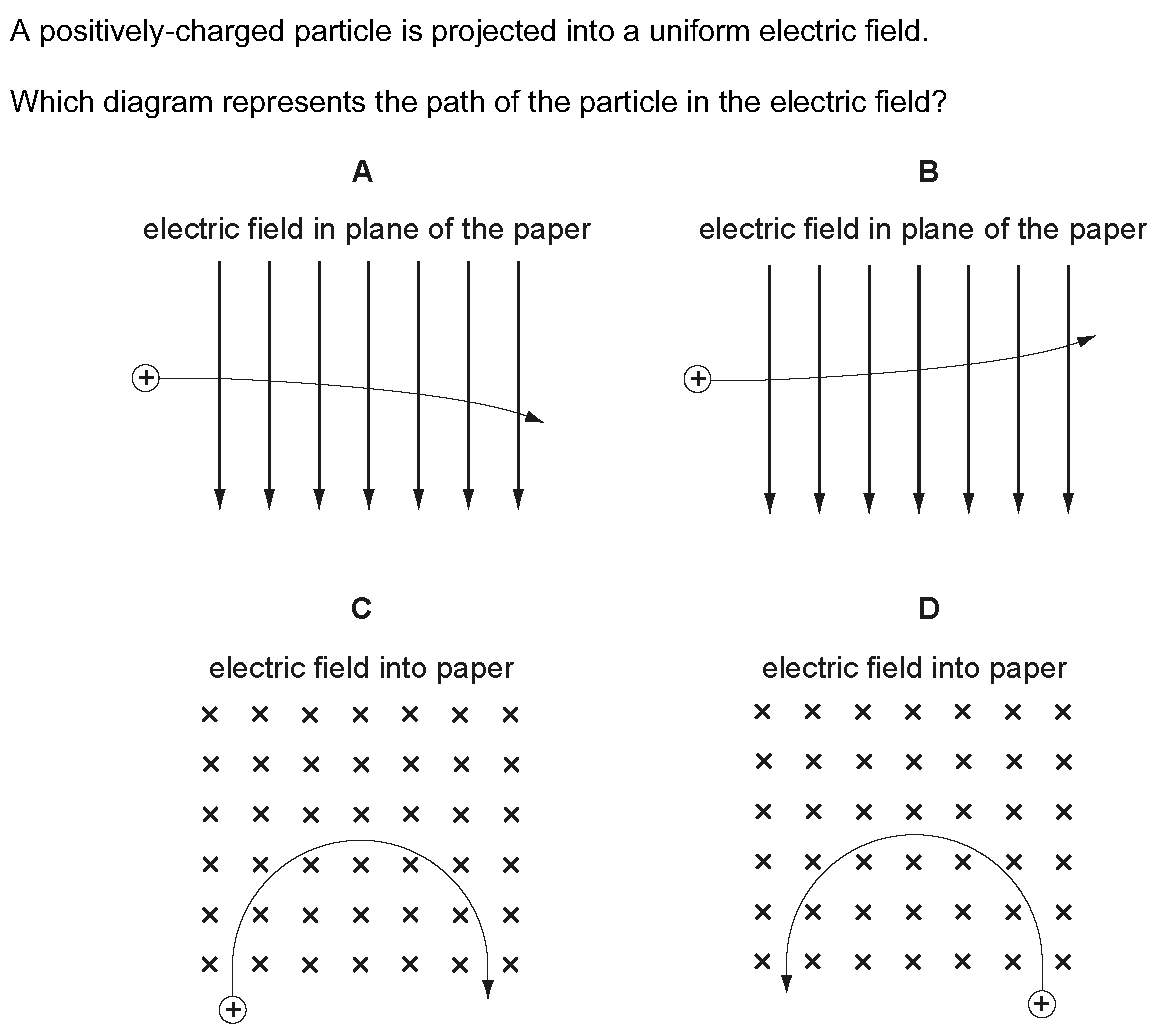 A positively-charged particle is projected into a uniform electric field.
Which diagram represents the path of the particle in the electric field?
A
electric field in plane of the paper
+
B
electric field in plane of the paper
+
C
electric field into paper
+
D
electric field into paper
+